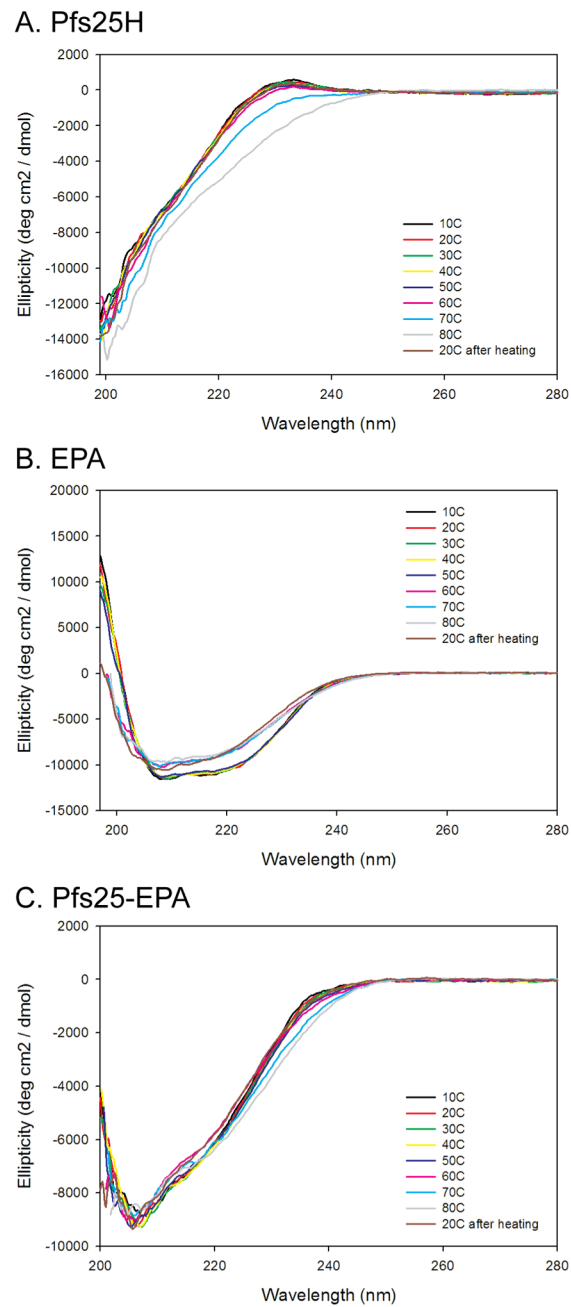 A. Pfs25H
Ellipticity (deg cm2 / dmol)
2000
0
-2000
-4000
-6000
-8000
-10000
-12000
-14000
-16000
10C
20C
30C
40C
50C
60C
70C
80C
20C after heating
200 220 240 260 280
Wavelength (nm)
B. EPA
Ellipticity (deg cm2 / dmol)
20000
15000
10000
5000
0
-5000
-10000
-15000
10C
20C
30C
40C
50C
60C
70C
80C
20C after heating
200 220 240 260 280
Wavelength (nm)
C. Pfs25-EPA
Ellipticity (deg cm2 / dmol)
2000
0
-2000
-4000
-6000
-8000
-10000
10C
20C
30C
40C
50C
60C
70C
80C
20C after heating
200 220 240 260 280
Wavelength (nm)